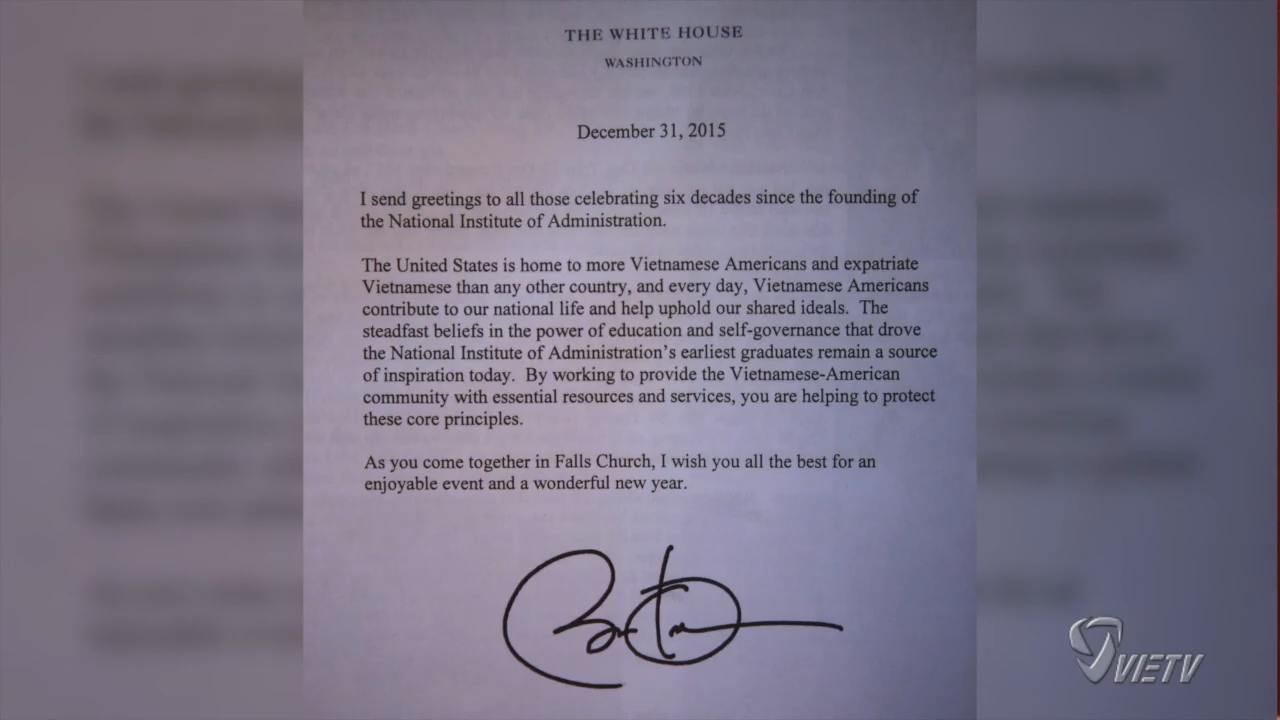 THE WHITE HOUSE
WASHINGTON
December 31, 2015
I send greetings to all those celebrating six decades since the founding of
the National Institute of Administration.
The United States is home to more Vietnamese Americans and expatriate
Vietnamese than any other country, and every day, Vietnamese Americans
contribute to our national life and help uphold our shared ideals. The
steadfast beliefs in the power of education and self-governance that drove
the National Institute of Administration's earliest graduates remain a source
of inspiration today. By working to provide the Vietnamese-American
community with essential resources and services, you are helping to protect
these core principles.
As you come together in Falls Church, I wish you all the best for an
enjoyable event and a wonderful new year.
VIETV